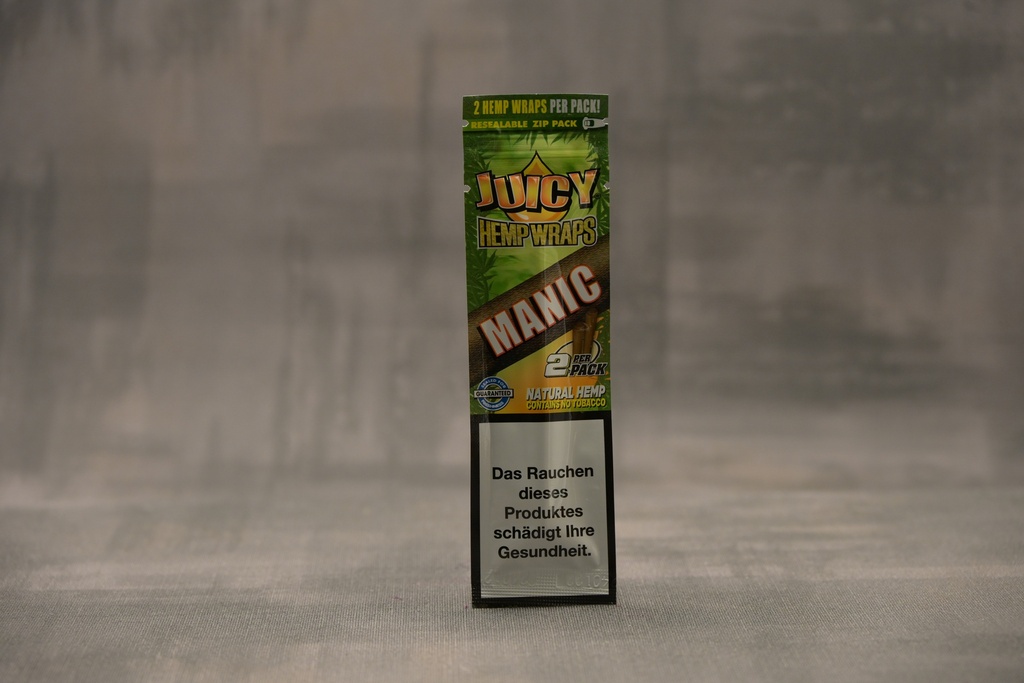 2 HEMP WRAPS PER PACK!
RESEALABLE ZIP PACK
JUICY
HEMP WRAPS
MANIC
2 PER
PACK
GUARANTEED
NATURAL HEMP
CONTAINS NO TOBACCO
Das Rauchen
dieses
Produktes
schädigt Ihre
Gesundheit.